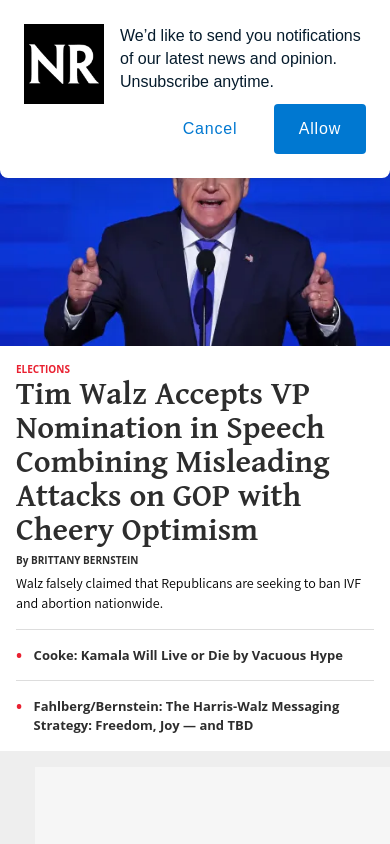 NR
We’d like to send you notifications
of our latest news and opinion.
Unsubscribe anytime.
Cancel
Allow
ELECTIONS
Tim Walz Accepts VP
Nomination in Speech
Combining Misleading
Attacks on GOP with
Cheery Optimism
By BRITTANY BERNSTEIN
Walz falsely claimed that Republicans are seeking to ban IVF
and abortion nationwide.
• Cooke: Kamala Will Live or Die by Vacuous Hype
• Fahlberg/Bernstein: The Harris-Walz Messaging
Strategy: Freedom, Joy — and TBD